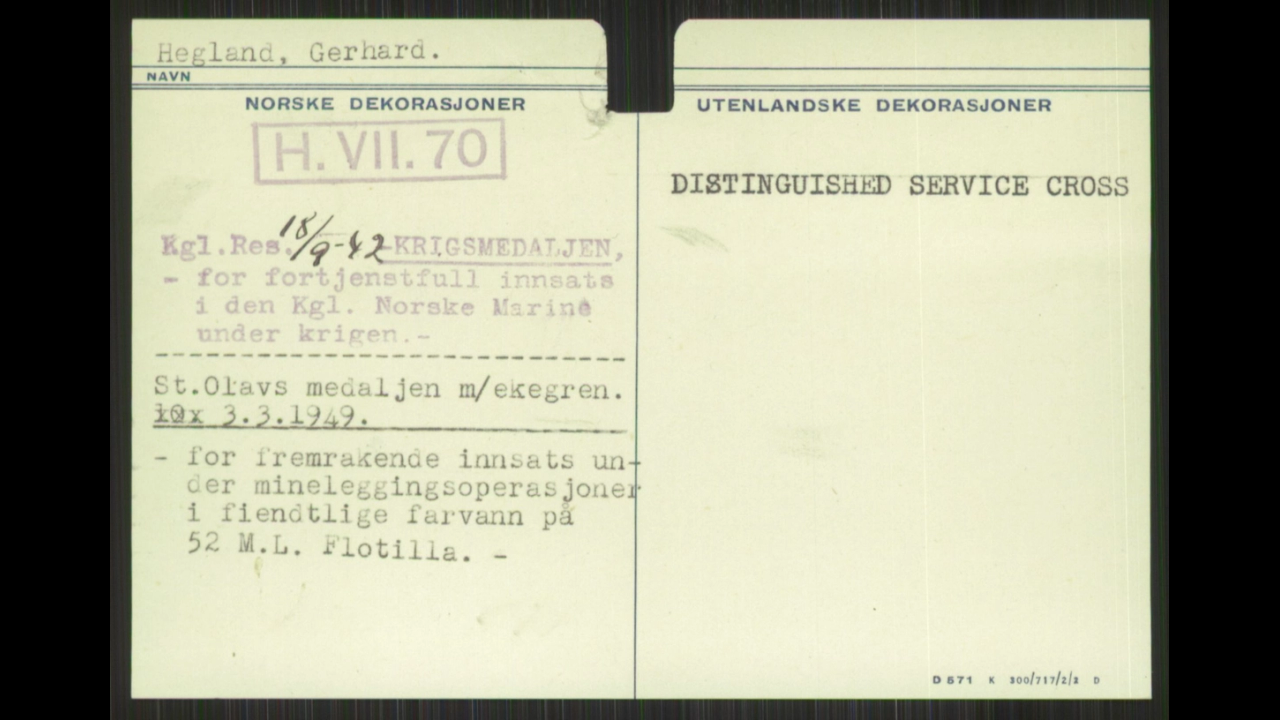 Hegland, Gerhard.
NAVN
NORSKE DEKORASJONER
H. VII. 70
Kgl.Res. 18/9-42 -KRIGSMEDALJEN,
- for fortjenstfull innsats
i den Kgl. Norske Marine
under krigen.-
St.Olavs medaljen m/ekegren.
3.3.1949.
- for fremrakende innsats un-
der mineleggingsoperasjoner
i fiendtlige farvann på
52 M.L. Flotilla. -
UTENLANDSKE DEKORASJONER
DISTINGUISHED SERVICE CROSS
D 571 K 300/717/2/2 D